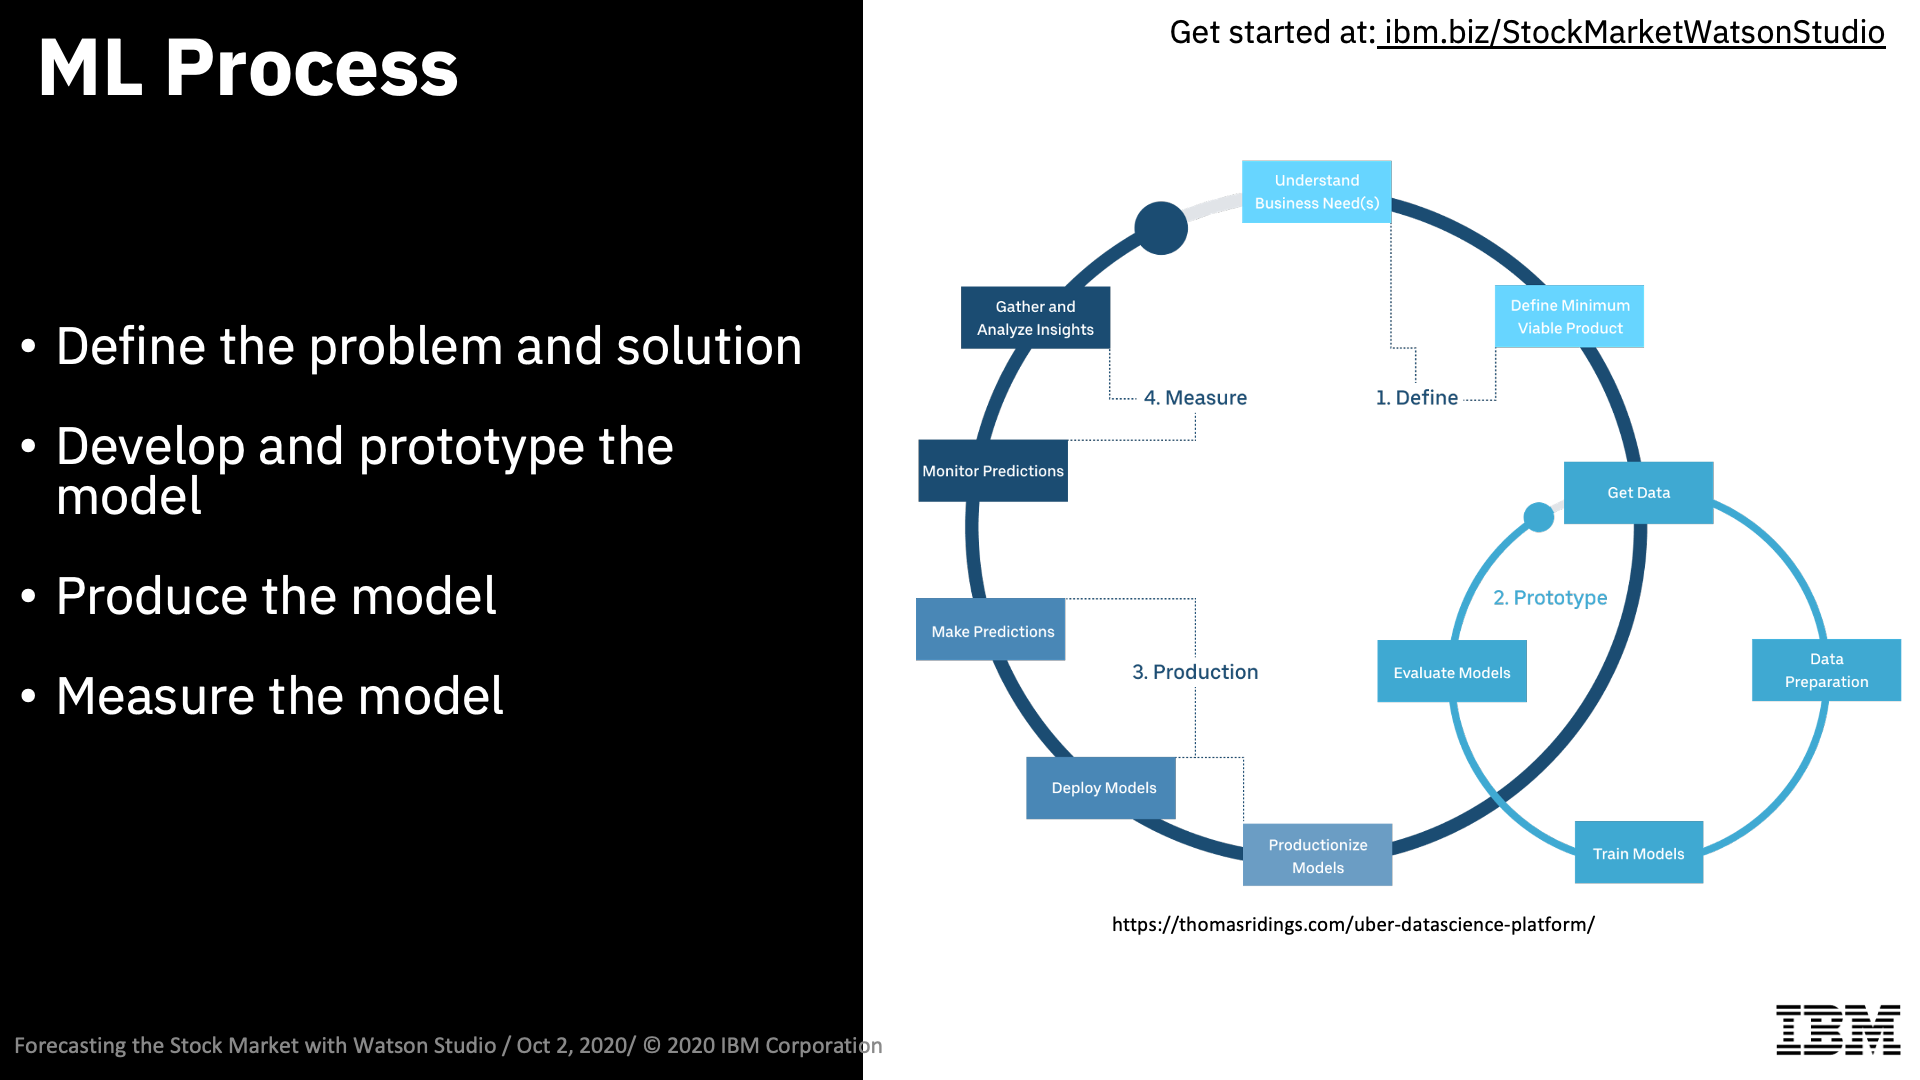 ML Process
Get started at: ibm.biz/StockMarketWatsonStudio
• Define the problem and solution
• Develop and prototype the
model
• Produce the model
• Measure the model
Understand
Business Need(s)
Define Minimum
Viable Product
1. Define
Get Data
2. Prototype
Data
Preparation
Train Models
Evaluate Models
Productionize
Models
Deploy Models
3. Production
Make Predictions
Monitor Predictions
4. Measure
Gather and
Analyze Insights
https://thomasridings.com/uber-datascience-platform/
Forecasting the Stock Market with Watson Studio / Oct 2, 2020/ © 2020 IBM Corporation
IBM